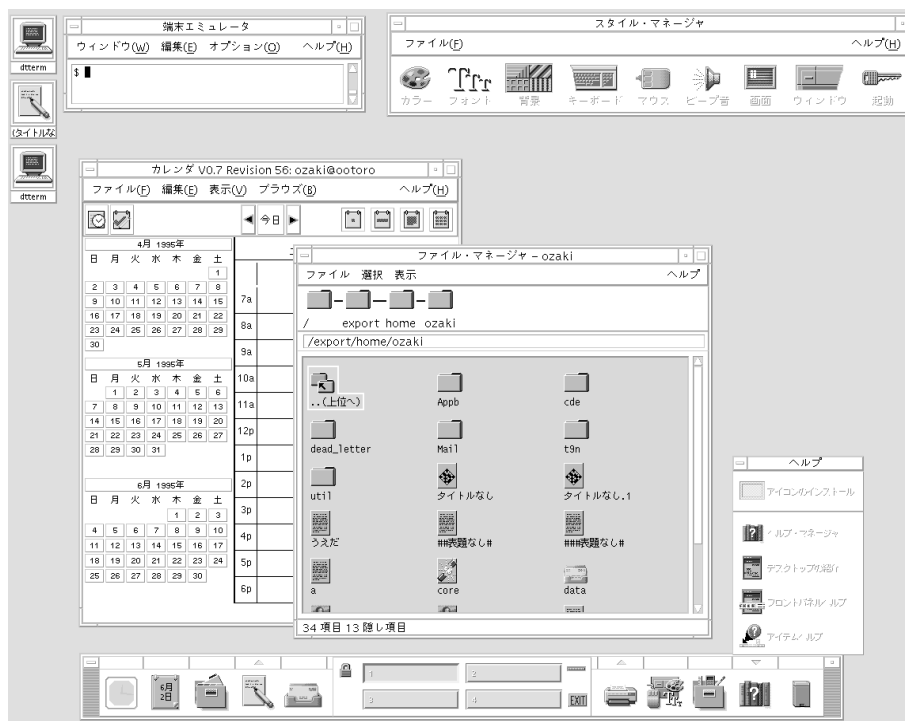 dtterm
(タイトルな
dtterm
端末エミュレータ
ウィンドウ(W) 編集(E) オプション(O) ヘルプ(H)
$
スタイル・マネージャ
ファイル(F) ヘルプ(H)
カラー フォント 背景 キーボード マウス ビープ音 画面 ウィンドウ 起動
カレンダ V0.7 Revision 56: ozaki@ootoro
ファイル(F) 編集(E) 表示(V) ブラウズ(B) ヘルプ(H)
今日
4月 1995年
日 月 火 水 木 金 土
1
2 3 4 5 6 7 8
9 10 11 12 13 14 15
16 17 18 19 20 21 22
23 24 25 26 27 28 29
30
5月 1995年
日 月 火 水 木 金 土
1 2 3 4 5 6
7 8 9 10 11 12 13
14 15 16 17 18 19 20
21 22 23 24 25 26 27
28 29 30 31
6月 1995年
日 月 火 水 木 金 土
1 2 3
4 5 6 7 8 9 10
11 12 13 14 15 16 17
18 19 20 21 22 23 24
25 26 27 28 29 30
7a
8a
9a
10a
11a
12p
1p
2p
3p
4p
5p
6p
ファイル・マネージャ – ozaki
ファイル 選択 表示 ヘルプ
/ export home ozaki
/export/home/ozaki
..(上位へ) Appb cde
dead_letter Mail t9n
util タイトルなし タイトルなし.1
うえだ ##表題なし# ###表題なし#
a core data
34 項目 13 隠し項目
ヘルプ
アイコンのインストール
ヘルプ・マネージャ
デスクトップの紹介
フロントパネルヘルプ
アイテムヘルプ
6月
2日
1 2
3 4
EXIT